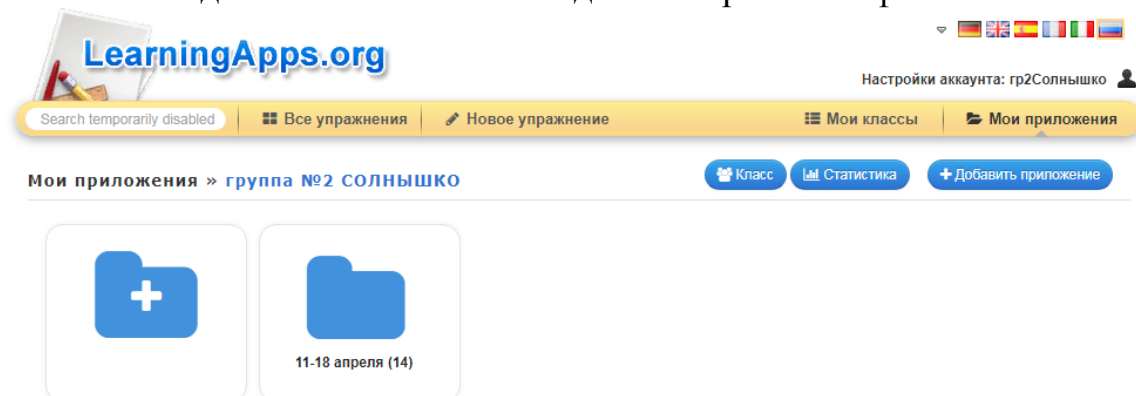 LearningApps.org
Настройки аккаунта: гр2Солнышко
Search temporarily disabled Все упражнения Новое упражнение Мои классы Мои приложения
Мои приложения » группа №2 СОЛНЫШКО Класс Статистика Добавить приложение
11-18 апреля (14)